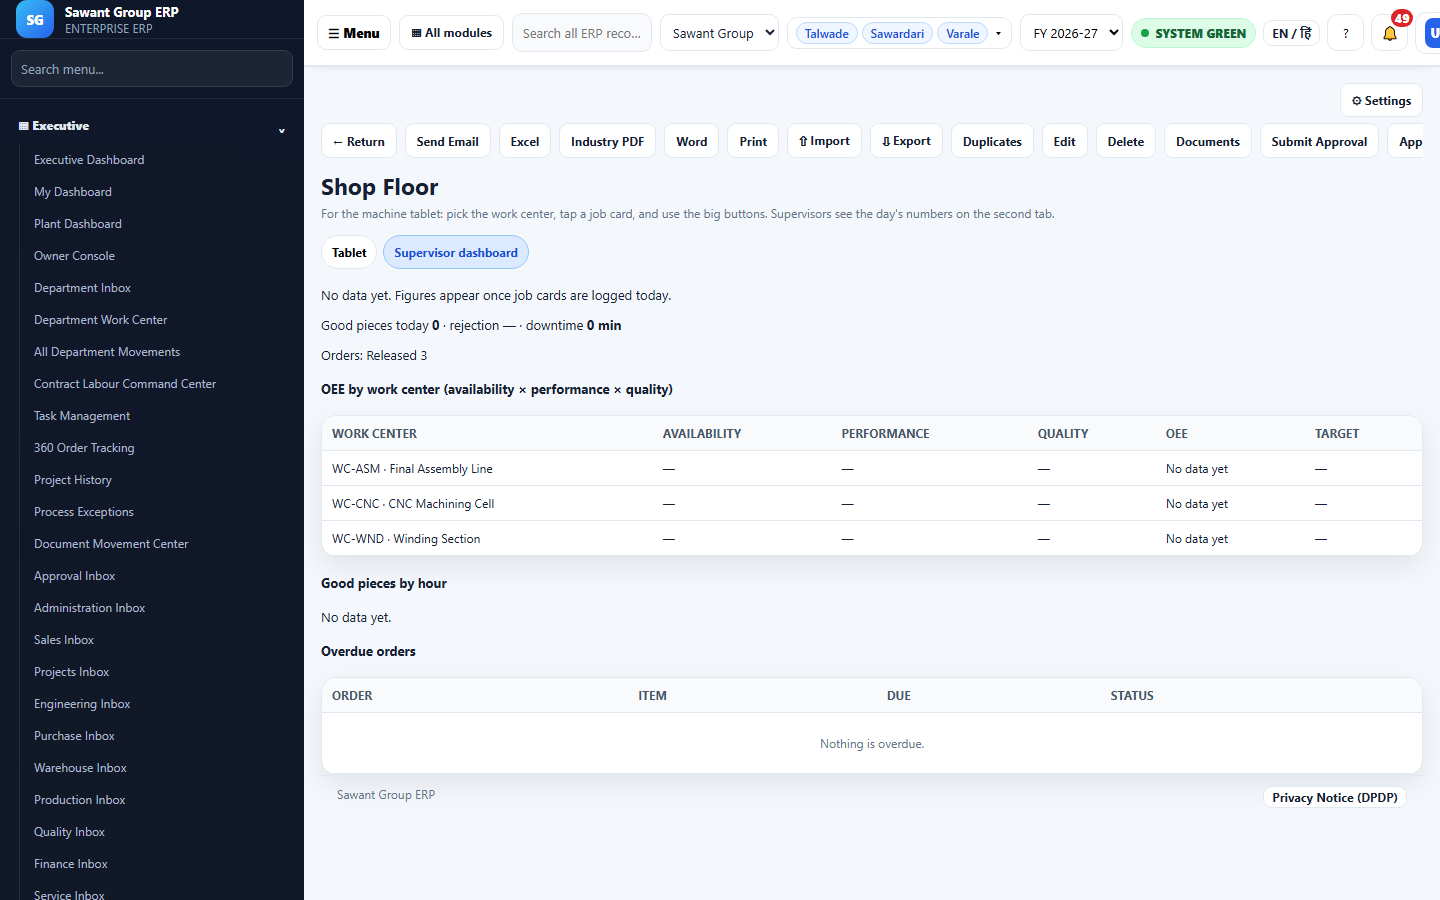 SG
Sawant Group ERP
ENTERPRISE ERP
Search menu...
Executive
Executive Dashboard
My Dashboard
Plant Dashboard
Owner Console
Department Inbox
Department Work Center
All Department Movements
Contract Labour Command Center
Task Management
360 Order Tracking
Project History
Process Exceptions
Document Movement Center
Approval Inbox
Administration Inbox
Sales Inbox
Projects Inbox
Engineering Inbox
Purchase Inbox
Warehouse Inbox
Production Inbox
Quality Inbox
Finance Inbox
Service Inbox
☰ Menu
All modules
Search all ERP reco...
Sawant Group
Talwade Sawardari Varale
FY 2026-27
SYSTEM GREEN
EN / हिं
?
49
U
⚙ Settings
← Return Send Email Excel Industry PDF Word Print ⇧ Import ⇩ Export Duplicates Edit Delete Documents Submit Approval App
Shop Floor
For the machine tablet: pick the work center, tap a job card, and use the big buttons. Supervisors see the day's numbers on the second tab.
Tablet Supervisor dashboard
No data yet. Figures appear once job cards are logged today.
Good pieces today 0 · rejection — · downtime 0 min
Orders: Released 3
OEE by work center (availability × performance × quality)
WORK CENTER AVAILABILITY PERFORMANCE QUALITY OEE TARGET
WC-ASM · Final Assembly Line — — — No data yet —
WC-CNC · CNC Machining Cell — — — No data yet —
WC-WND · Winding Section — — — No data yet —
Good pieces by hour
No data yet.
Overdue orders
ORDER ITEM DUE STATUS
Nothing is overdue.
Sawant Group ERP
Privacy Notice (DPDP)